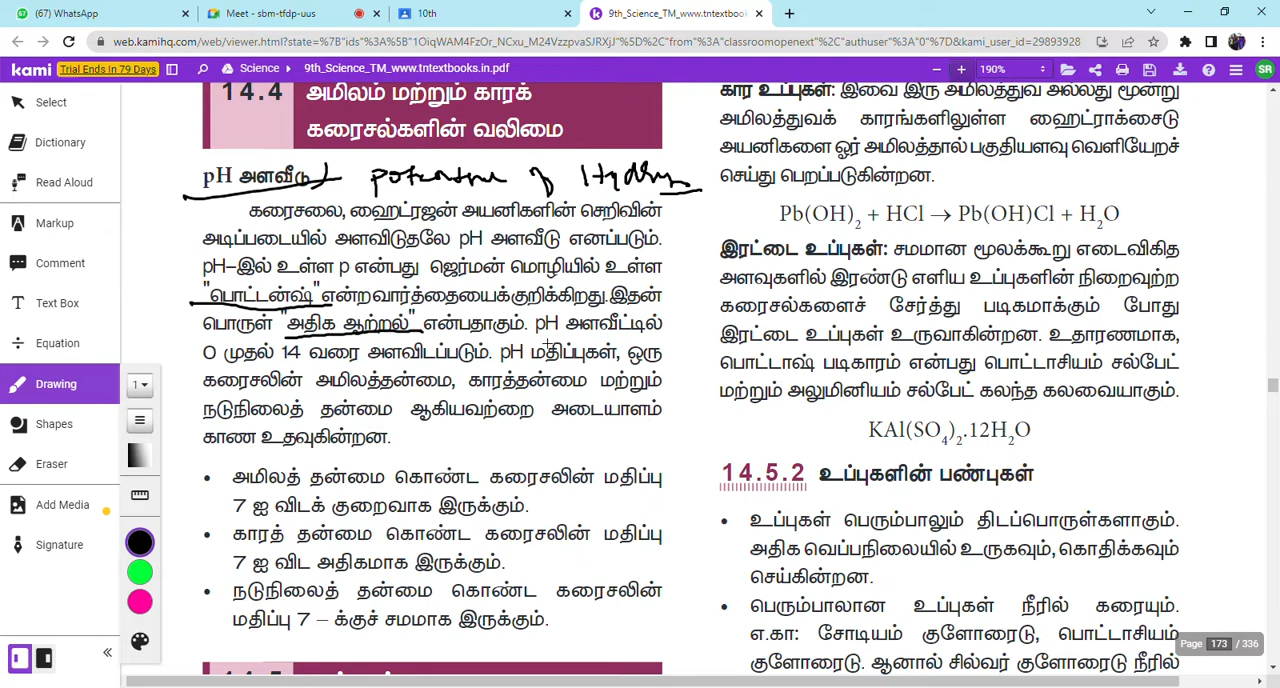 (67) WhatsApp
Meet - sbm-tfdp-uus
10th
9th_Science_TM_www.tntextbook
web.kamihq.com/web/viewer.html?state=%7B"ids"%3A%5B"1OiqWAM4FzOr_NCxu_M24VzzpvaSJRXjJ"%5D%2C"from"%3A"classroomopenext"%2C"authuser"%3A"0"%7D&kami_user_id=29893928
kami
Trial Ends In 79 Days
Science
9th_Science_TM_www.tntextbooks.in.pdf
190%
SR
Select
Dictionary
Read Aloud
Markup
Comment
Text Box
Equation
Drawing
Shapes
Eraser
Add Media
Signature
1
14.4 அமிலம் மற்றும் காரக்
கரைசல்களின் வலிமை
pH அளவீடு
கரைசலை, ஹைட்ரஜன் அயனிகளின் செறிவின்
அடிப்படையில் அளவிடுதலே pH அளவீடு எனப்படும்.
pH–இல் உள்ள p என்பது ஜெர்மன் மொழியில் உள்ள
"பொட்டன்ஷ்" என்ற வார்த்தையைக் குறிக்கிறது. இதன்
பொருள் "அதிக ஆற்றல்" என்பதாகும். pH அளவீட்டில்
0 முதல் 14 வரை அளவிடப்படும். pH மதிப்புகள், ஒரு
கரைசலின் அமிலத்தன்மை, காரத்தன்மை மற்றும்
நடுநிலைத் தன்மை ஆகியவற்றை அடையாளம்
காண உதவுகின்றன.
• அமிலத் தன்மை கொண்ட கரைசலின் மதிப்பு
7 ஐ விடக் குறைவாக இருக்கும்.
• காரத் தன்மை கொண்ட கரைசலின் மதிப்பு
7 ஐ விட அதிகமாக இருக்கும்.
• நடுநிலைத் தன்மை கொண்ட கரைசலின்
மதிப்பு 7 – க்குச் சமமாக இருக்கும்.
கார உப்புகள்: இவை இரு அமிலத்துவ அல்லது மூன்று
அமிலத்துவக் காரங்களிலுள்ள ஹைட்ராக்சைடு
அயனிகளை ஓர் அமிலத்தால் பகுதியளவு வெளியேறச்
செய்து பெறப்படுகின்றன.
Pb(OH)₂ + HCl → Pb(OH)Cl + H₂O
இரட்டை உப்புகள்: சமமான மூலக்கூறு எடைவிகித
அளவுகளில் இரண்டு எளிய உப்புகளின் நிறைவுற்ற
கரைசல்களைச் சேர்த்து படிகமாக்கும் போது
இரட்டை உப்புகள் உருவாகின்றன. உதாரணமாக,
பொட்டாஷ் படிகாரம் என்பது பொட்டாசியம் சல்பேட்
மற்றும் அலுமினியம் சல்பேட் கலந்த கலவையாகும்.
KAl(SO₄)₂.12H₂O
14.5.2 உப்புகளின் பண்புகள்
• உப்புகள் பெரும்பாலும் திடப்பொருள்களாகும்.
அதிக வெப்பநிலையில் உருகவும், கொதிக்கவும்
செய்கின்றன.
• பெரும்பாலான உப்புகள் நீரில் கரையும்.
எ.கா: சோடியம் குளோரைடு, பொட்டாசியம்
குளோரைடு. ஆனால் சில்வர் குளோரைடு நீரில்
Page 173 / 336